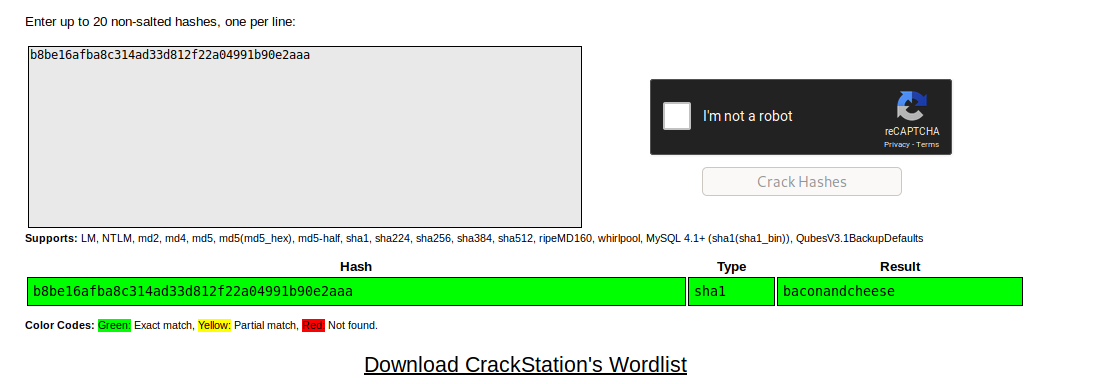 Enter up to 20 non-salted hashes, one per line:
b8be16afba8c314ad33d812f22a04991b90e2aaa
I'm not a robot
reCAPTCHA
Privacy - Terms
Crack Hashes
Supports: LM, NTLM, md2, md4, md5, md5(md5_hex), md5-half, sha1, sha224, sha256, sha384, sha512, ripeMD160, whirlpool, MySQL 4.1+ (sha1(sha1_bin)), QubesV3.1BackupDefaults
Hash Type Result
b8be16afba8c314ad33d812f22a04991b90e2aaa sha1 baconandcheese
Color Codes: Green: Exact match, Yellow: Partial match, Red: Not found.
Download CrackStation's Wordlist